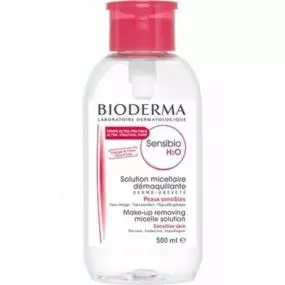 BIODERMA
LABORATOIRE DERMATOLOGIQUE
Sensibio
H2O
Solution micellaire
démaquillante
DERMO-BREVETÉ
Peaux sensibles
Make-up removing
micelle solution
Sensitive skin
500 ml e